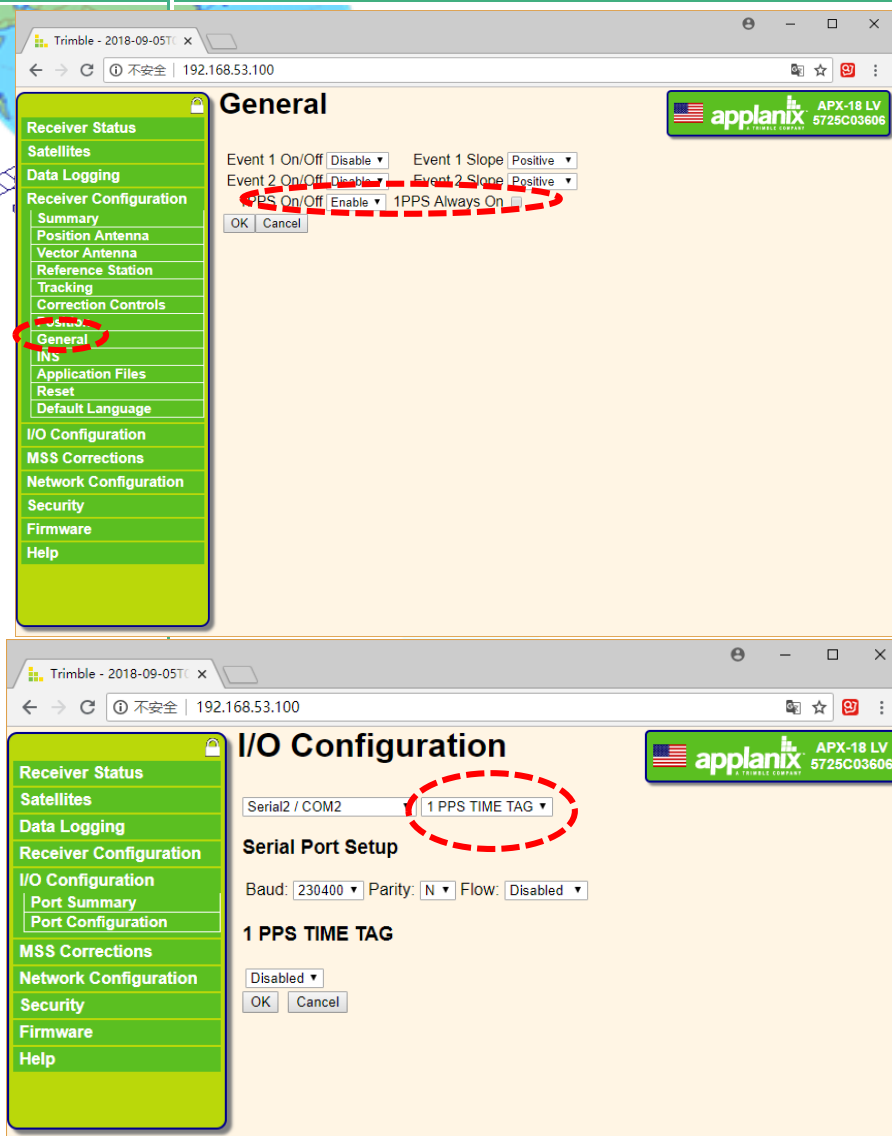 Trimble - 2018-09-05T
不安全 | 192.168.53.100
General
applanix
A TRIMBLE COMPANY
APX-18 LV
5725C03606
Receiver Status
Satellites
Data Logging
Receiver Configuration
Summary
Position Antenna
Vector Antenna
Reference Station
Tracking
Correction Controls
Position
General
INS
Application Files
Reset
Default Language
I/O Configuration
MSS Corrections
Network Configuration
Security
Firmware
Help
Event 1 On/Off Disable Event 1 Slope Positive
Event 2 On/Off Disable Event 2 Slope Positive
1PPS On/Off Enable 1PPS Always On
OK Cancel
Trimble - 2018-09-05T
不安全 | 192.168.53.100
I/O Configuration
applanix
A TRIMBLE COMPANY
APX-18 LV
5725C03606
Receiver Status
Satellites
Data Logging
Receiver Configuration
I/O Configuration
Port Summary
Port Configuration
MSS Corrections
Network Configuration
Security
Firmware
Help
Serial2 / COM2 1 PPS TIME TAG
Serial Port Setup
Baud: 230400 Parity: N Flow: Disabled
1 PPS TIME TAG
Disabled
OK Cancel